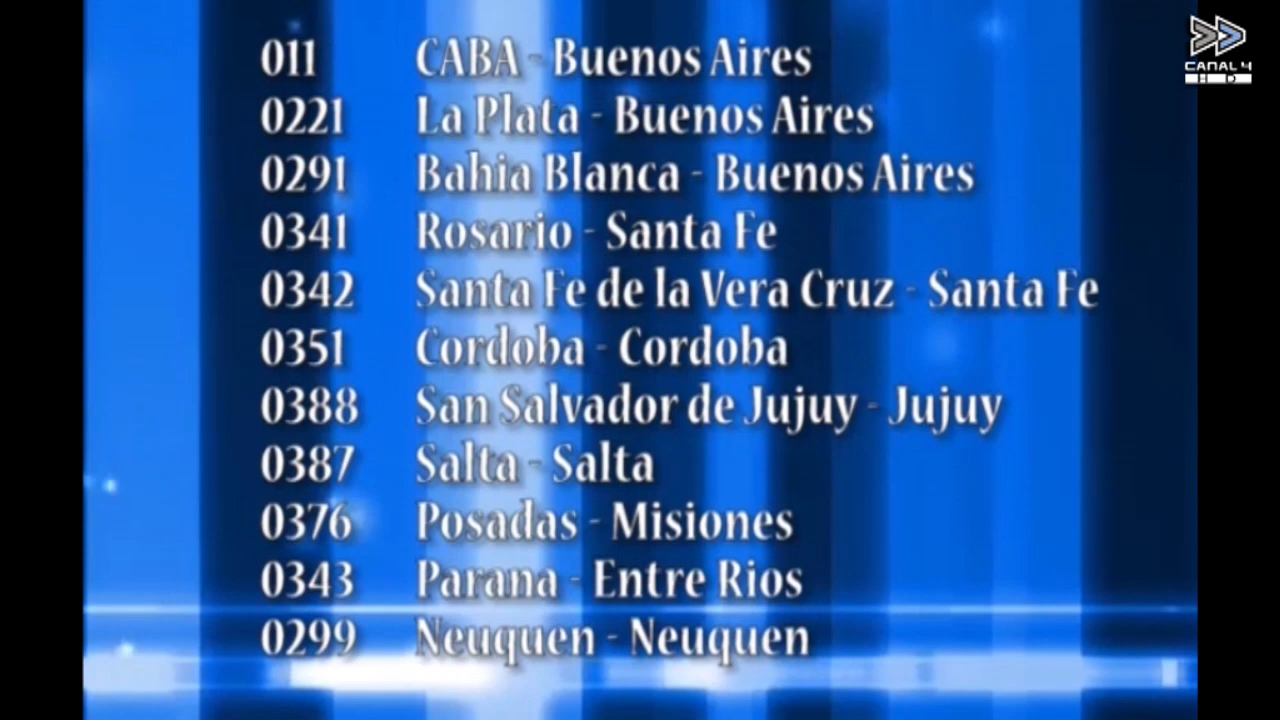 011 CABA - Buenos Aires
0221 La Plata - Buenos Aires
0291 Bahia Blanca - Buenos Aires
0341 Rosario - Santa Fe
0342 Santa Fe de la Vera Cruz - Santa Fe
0351 Cordoba - Cordoba
0388 San Salvador de Jujuy - Jujuy
0387 Salta - Salta
0376 Posadas - Misiones
0343 Parana - Entre Rios
0299 Neuquen - Neuquen
CANAL 4
HD